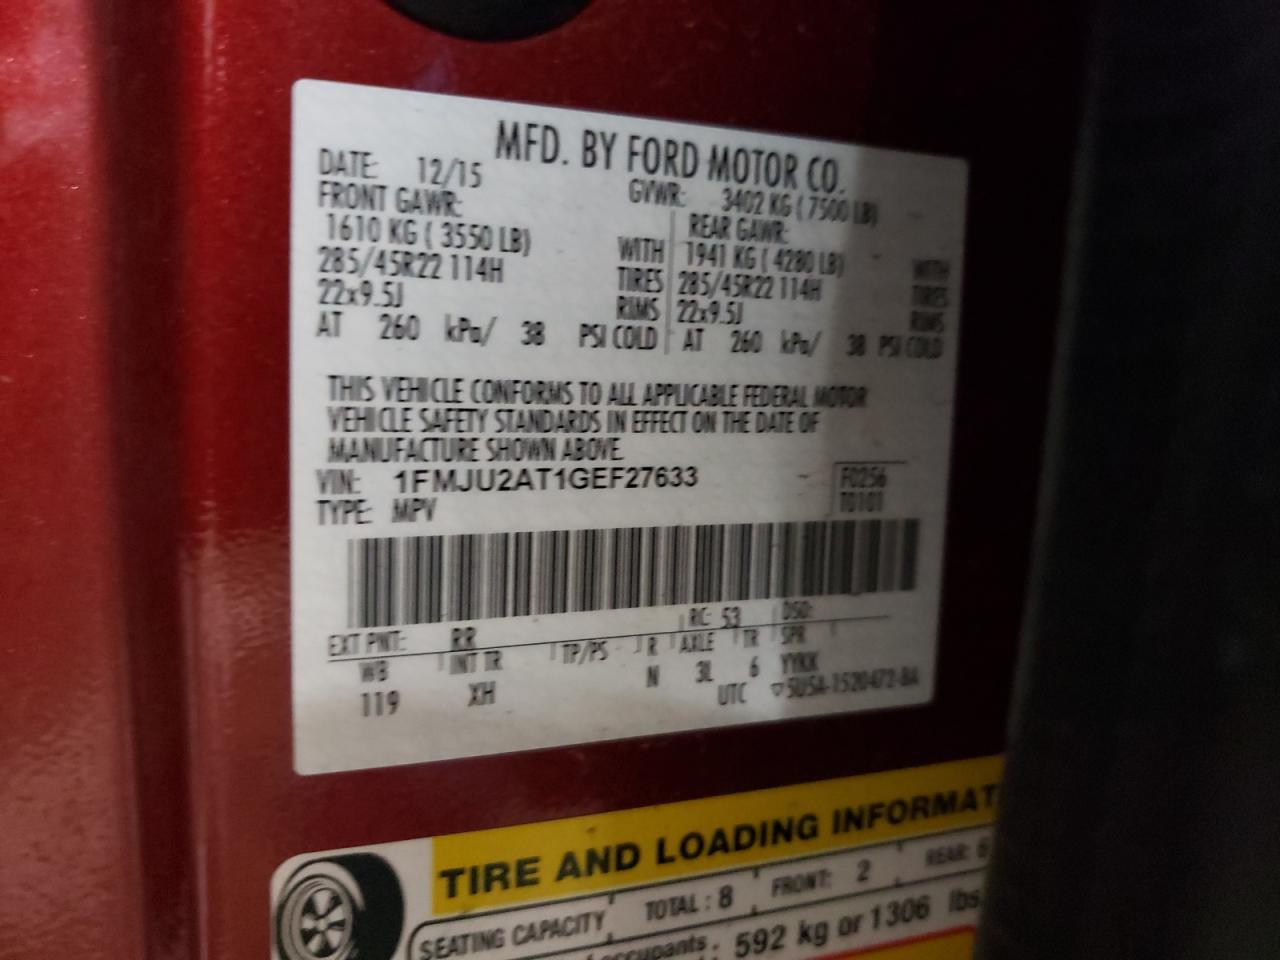 MFD. BY FORD MOTOR CO.
DATE: 12/15 GVWR: 3402 KG ( 7500 LB)
FRONT GAWR: REAR GAWR:
1610 KG ( 3550 LB) WITH 1941 KG ( 4280 LB) WITH
285/45R22 114H TIRES 285/45R22 114H TIRES
22x9.5J RIMS 22x9.5J RIMS
AT 260 kPa/ 38 PSI COLD AT 260 kPa/ 38 PSI COLD
THIS VEHICLE CONFORMS TO ALL APPLICABLE FEDERAL MOTOR
VEHICLE SAFETY STANDARDS IN EFFECT ON THE DATE OF
MANUFACTURE SHOWN ABOVE.
VIN: 1FMJU2AT1GEF27633 F0256
TYPE: MPV T0101
EXT PNT: RR RC: 53 DSO:
WB INT TR TP/PS R AXLE TR SPR
119 XH N 3L 6 YYKK
UTC ▽5U5A-1520472-BA
TIRE AND LOADING INFORMAT
SEATING CAPACITY TOTAL : 8 FRONT: 2 REAR: 6
occupants. 592 kg or 1306 lbs